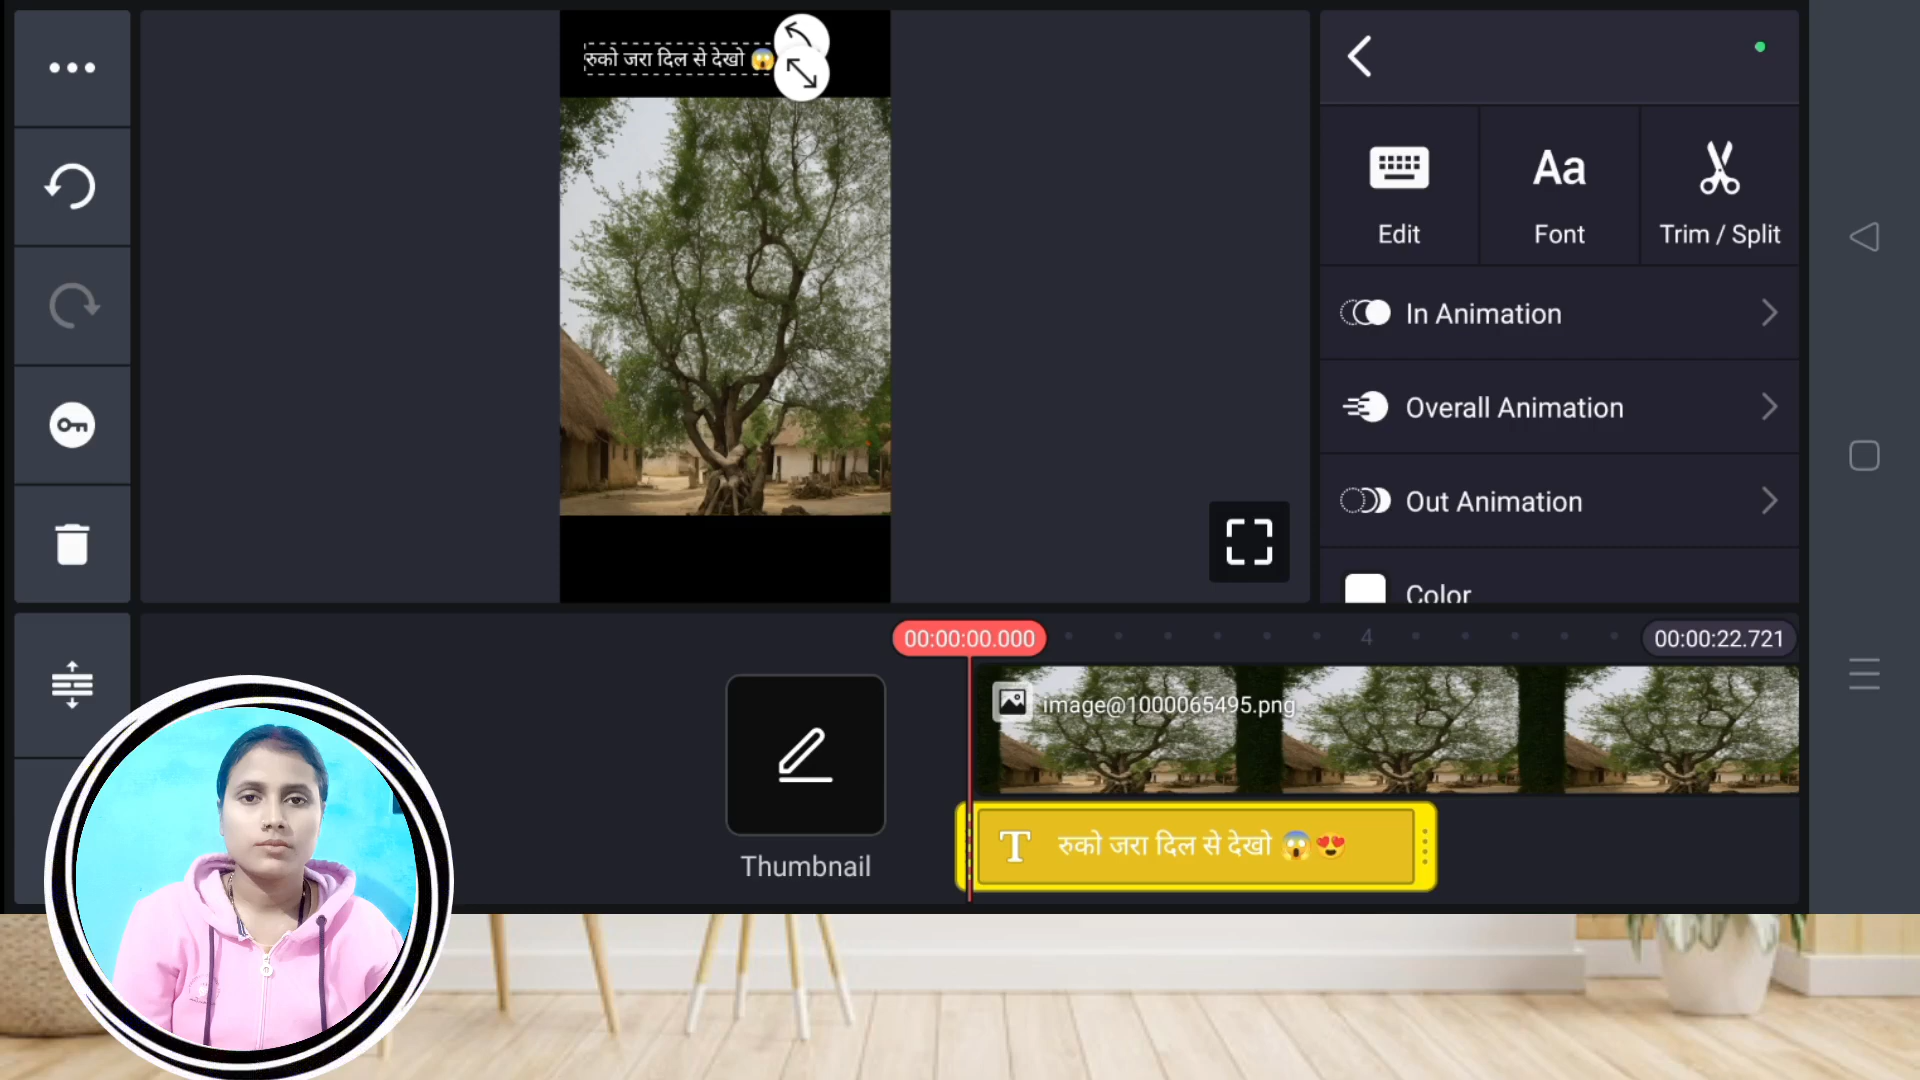 रुको जरा दिल से देखो 😱
Edit
Font
Trim / Split
In Animation
Overall Animation
Out Animation
Color
00:00:00.000
4
00:00:22.721
image@1000065495.png
Thumbnail
T रुको जरा दिल से देखो 😱😍